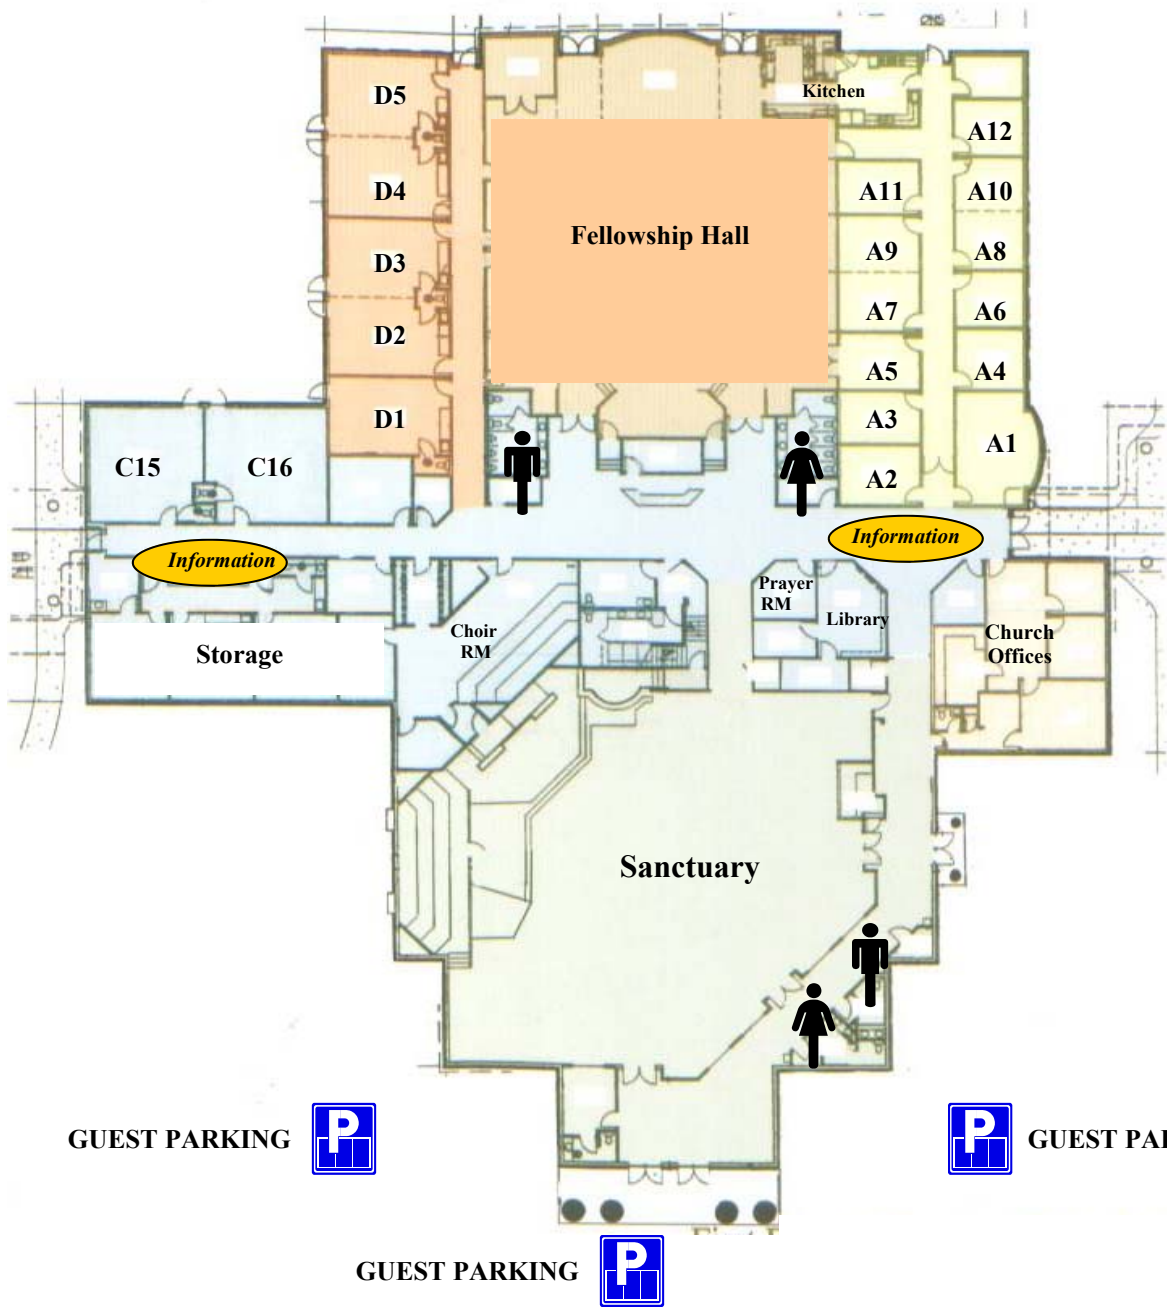 Kitchen
D5
A12
D4
A11
A10
Fellowship Hall
D3
A9
A8
D2
A7
A6
A5
A4
D1
A3
A1
C15
C16
A2
Information
Information
Prayer
RM
Library
Choir
RM
Church
Offices
Storage
Sanctuary
GUEST PARKING
P
P
GUEST
GUEST PARKING
P